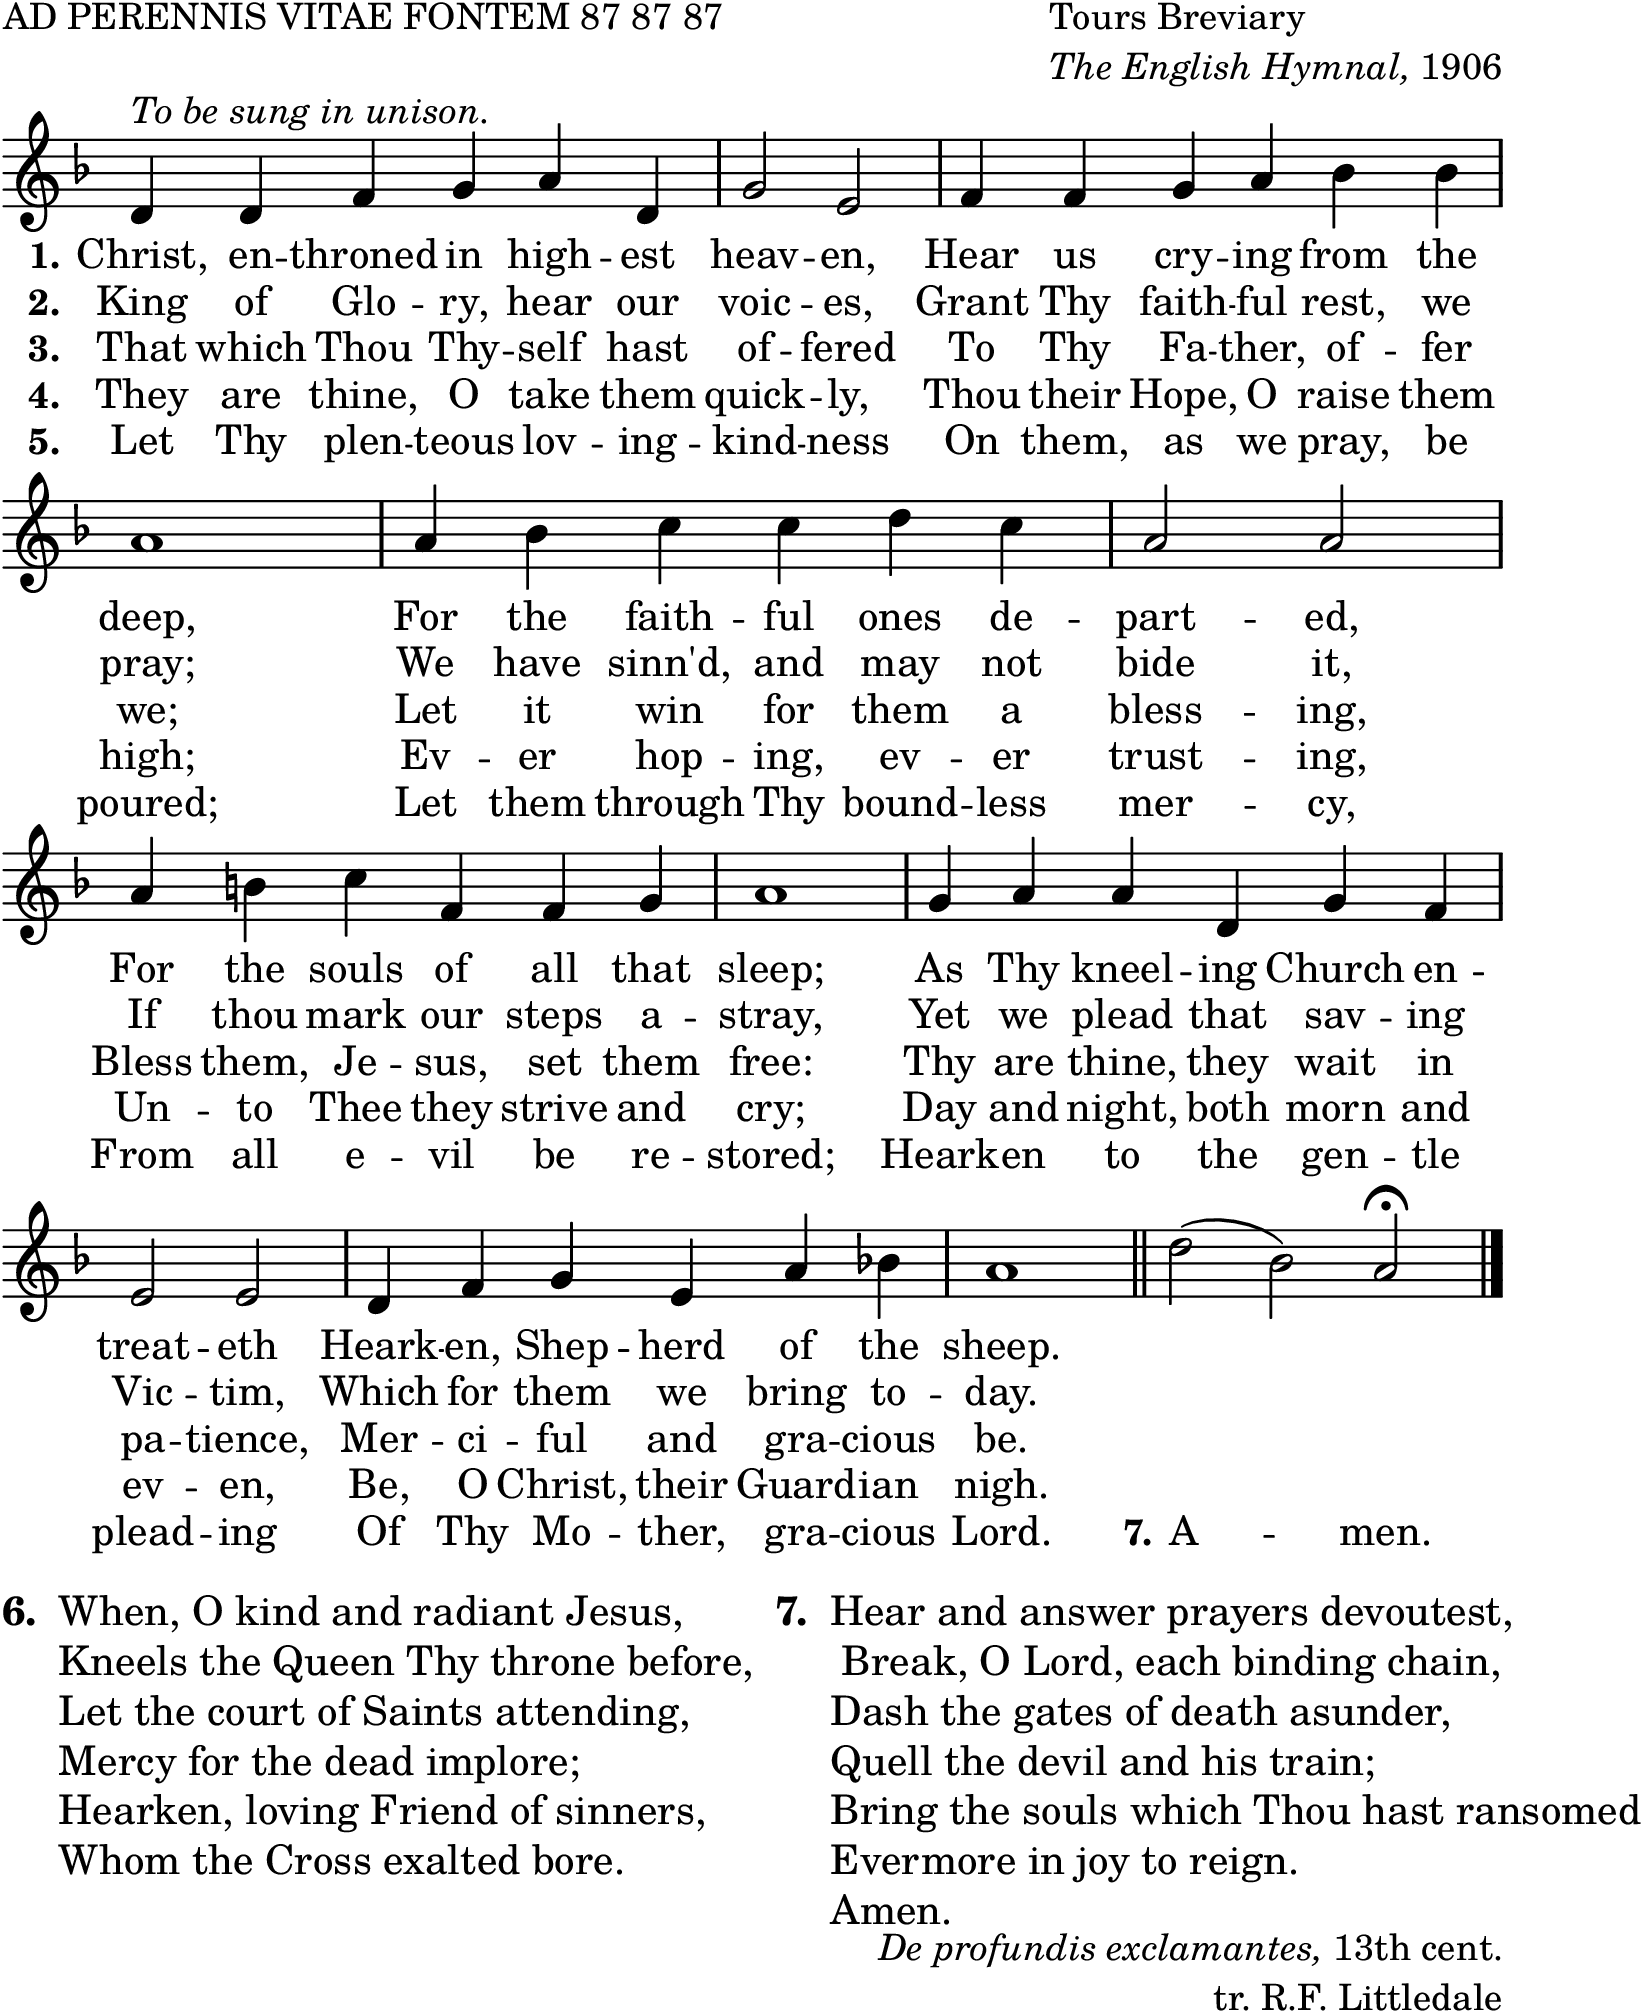 AD PERENNIS VITAE FONTEM 87 87 87 Tours Breviary
The English Hymnal, 1906
To be sung in unison.
1. Christ, en -- throned in high -- est heav -- en, Hear us cry -- ing from the
2. King of Glo -- ry, hear our voic -- es, Grant Thy faith -- ful rest, we
3. That which Thou Thy -- self hast of -- fered To Thy Fa -- ther, of -- fer
4. They are thine, O take them quick -- ly, Thou their Hope, O raise them
5. Let Thy plen -- teous lov -- ing -- kind -- ness On them, as we pray, be
deep, For the faith -- ful ones de -- part -- ed,
pray; We have sinn'd, and may not bide it,
we; Let it win for them a bless -- ing,
high; Ev -- er hop -- ing, ev -- er trust -- ing,
poured; Let them through Thy bound -- less mer -- cy,
For the souls of all that sleep; As Thy kneel -- ing Church en --
If thou mark our steps a -- stray, Yet we plead that sav -- ing
Bless them, Je -- sus, set them free: Thy are thine, they wait in
Un -- to Thee they strive and cry; Day and night, both morn and
From all e -- vil be re -- stored; Hearken to the gen -- tle
treat -- eth Heark -- en, Shep -- herd of the sheep.
Vic -- tim, Which for them we bring to -- day.
pa -- tience, Mer -- ci -- ful and gra -- cious be.
ev -- en, Be, O Christ, their Guardian nigh.
plead -- ing Of Thy Mo -- ther, gra -- cious Lord. 7. A -- men.
6. When, O kind and radiant Jesus,
Kneels the Queen Thy throne before,
Let the court of Saints attending,
Mercy for the dead implore;
Hearken, loving Friend of sinners,
Whom the Cross exalted bore.
7. Hear and answer prayers devoutest,
Break, O Lord, each binding chain,
Dash the gates of death asunder,
Quell the devil and his train;
Bring the souls which Thou hast ransomed
Evermore in joy to reign.
Amen.
De profundis exclamantes, 13th cent.
tr. R.F. Littledale